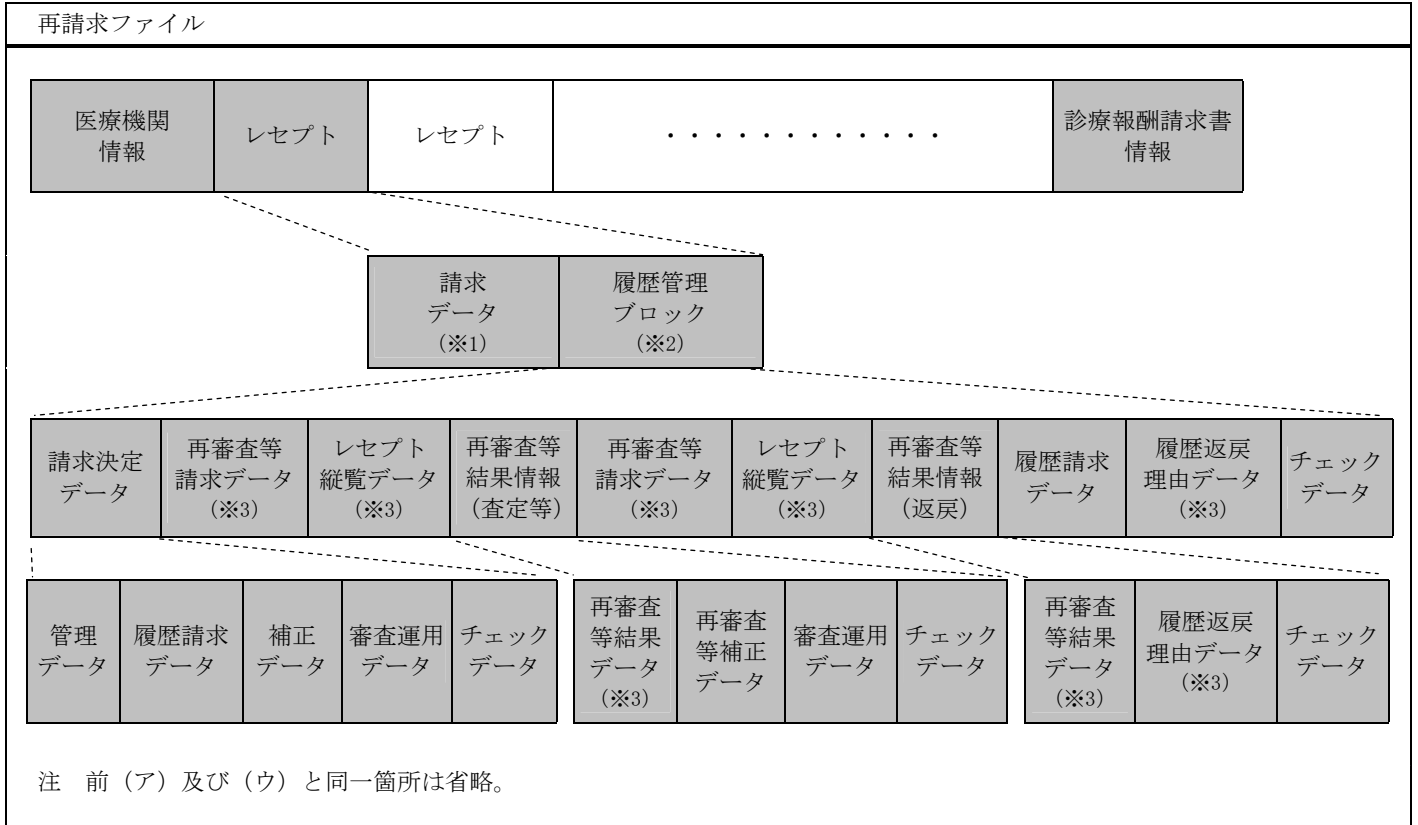 再請求ファイル
医療機関
情報
レセプト
レセプト
・・・・・・・・・・・・
診療報酬請求書
情報
請求
データ
(※1)
履歴管理
ブロック
(※2)
請求決定
データ
再審査等
請求データ
(※3)
レセプト
縦覧データ
(※3)
再審査等
結果情報
(査定等)
再審査等
請求データ
(※3)
レセプト
縦覧データ
(※3)
再審査等
結果情報
(返戻)
履歴請求
データ
履歴返戻
理由データ
(※3)
チェック
データ
管理
データ
履歴請求
データ
補正
データ
審査運用
データ
チェック
データ
再審査
等結果
データ
(※3)
再審査
等補正
データ
審査運用
データ
チェック
データ
再審査
等結果
データ
(※3)
履歴返戻
理由データ
(※3)
チェック
データ
注　前（ア）及び（ウ）と同一箇所は省略。